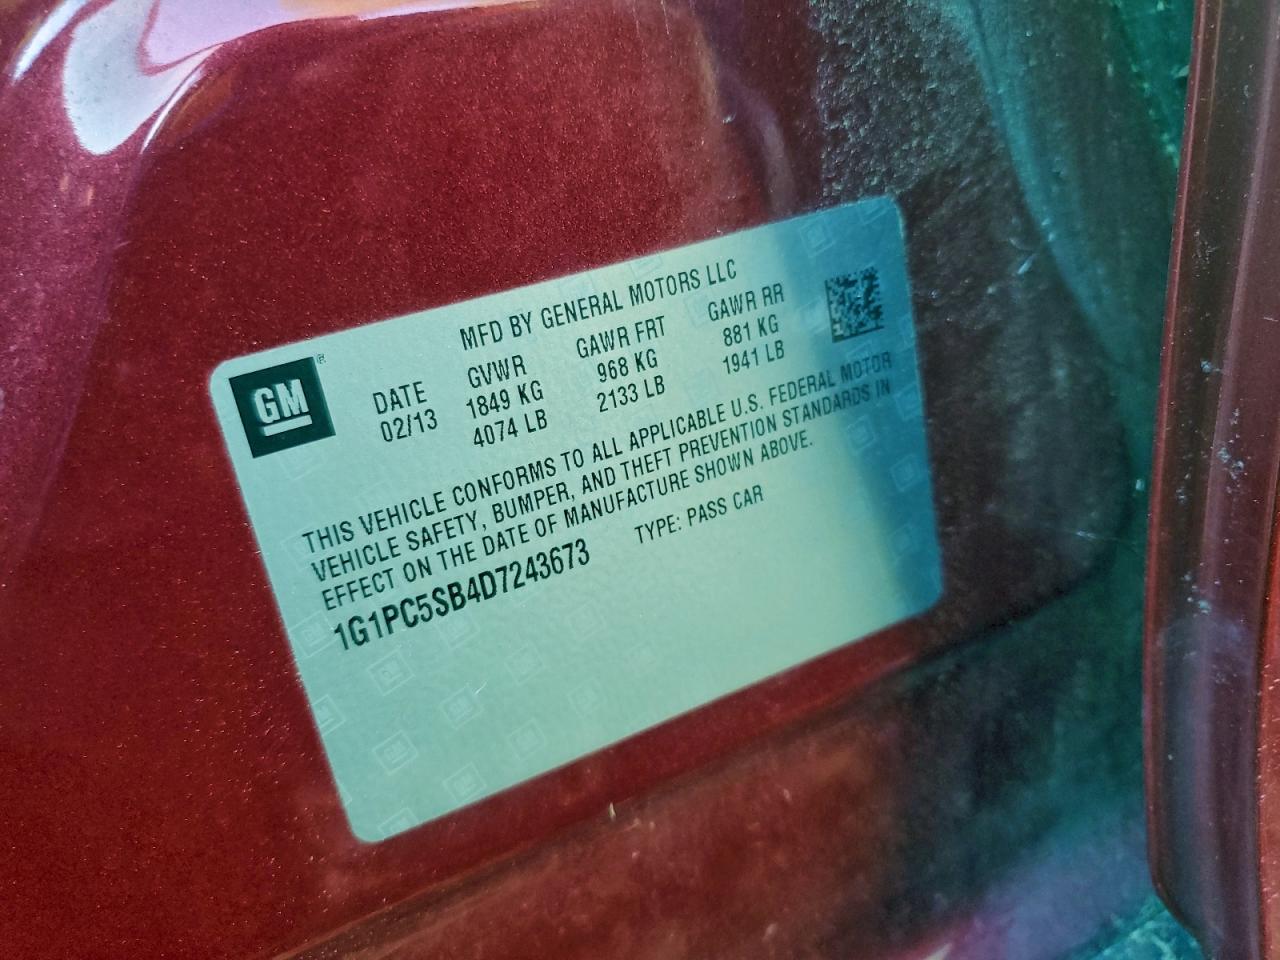 MFD BY GENERAL MOTORS LLC
GM®
DATE GVWR GAWR FRT GAWR RR
02/13 1849 KG 968 KG 881 KG
4074 LB 2133 LB 1941 LB
THIS VEHICLE CONFORMS TO ALL APPLICABLE U.S. FEDERAL MOTOR
VEHICLE SAFETY, BUMPER, AND THEFT PREVENTION STANDARDS IN
EFFECT ON THE DATE OF MANUFACTURE SHOWN ABOVE.
1G1PC5SB4D7243673 TYPE: PASS CAR